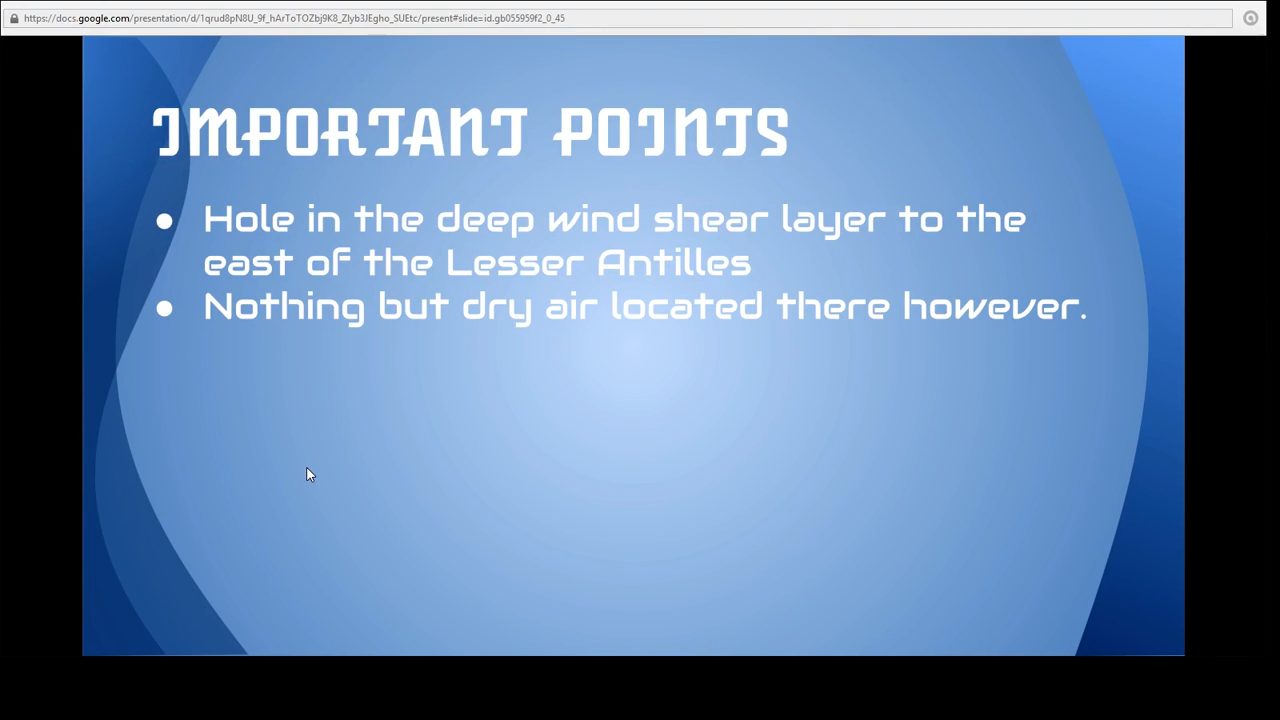 https://docs.google.com/presentation/d/1qrud8pN8U_9f_hArToTOZbj9K8_Zlyb3JEgho_SUEtc/present#slide=id.gb055959f2_0_45
IMPORTANT POINTS
● Hole in the deep wind shear layer to the
east of the Lesser Antilles
● Nothing but dry air located there however.